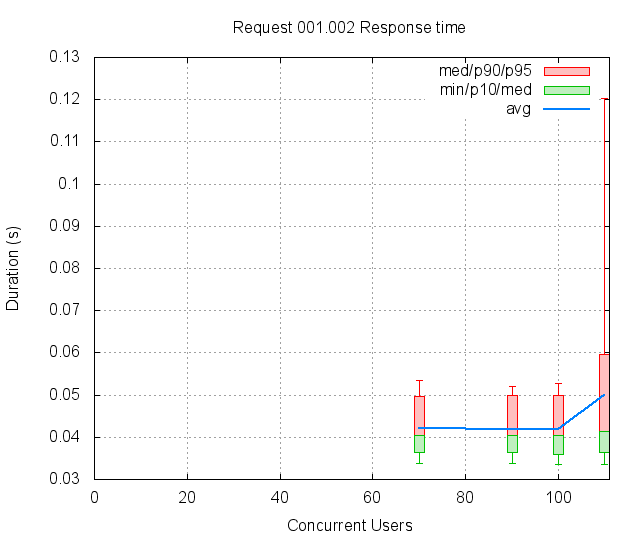 Request 001.002 Response time
med/p90/p95
min/p10/med
avg
0.13
0.12
0.11
0.1
0.09
0.08
0.07
0.06
0.05
0.04
0.03
Duration (s)
0 20 40 60 80 100
Concurrent Users